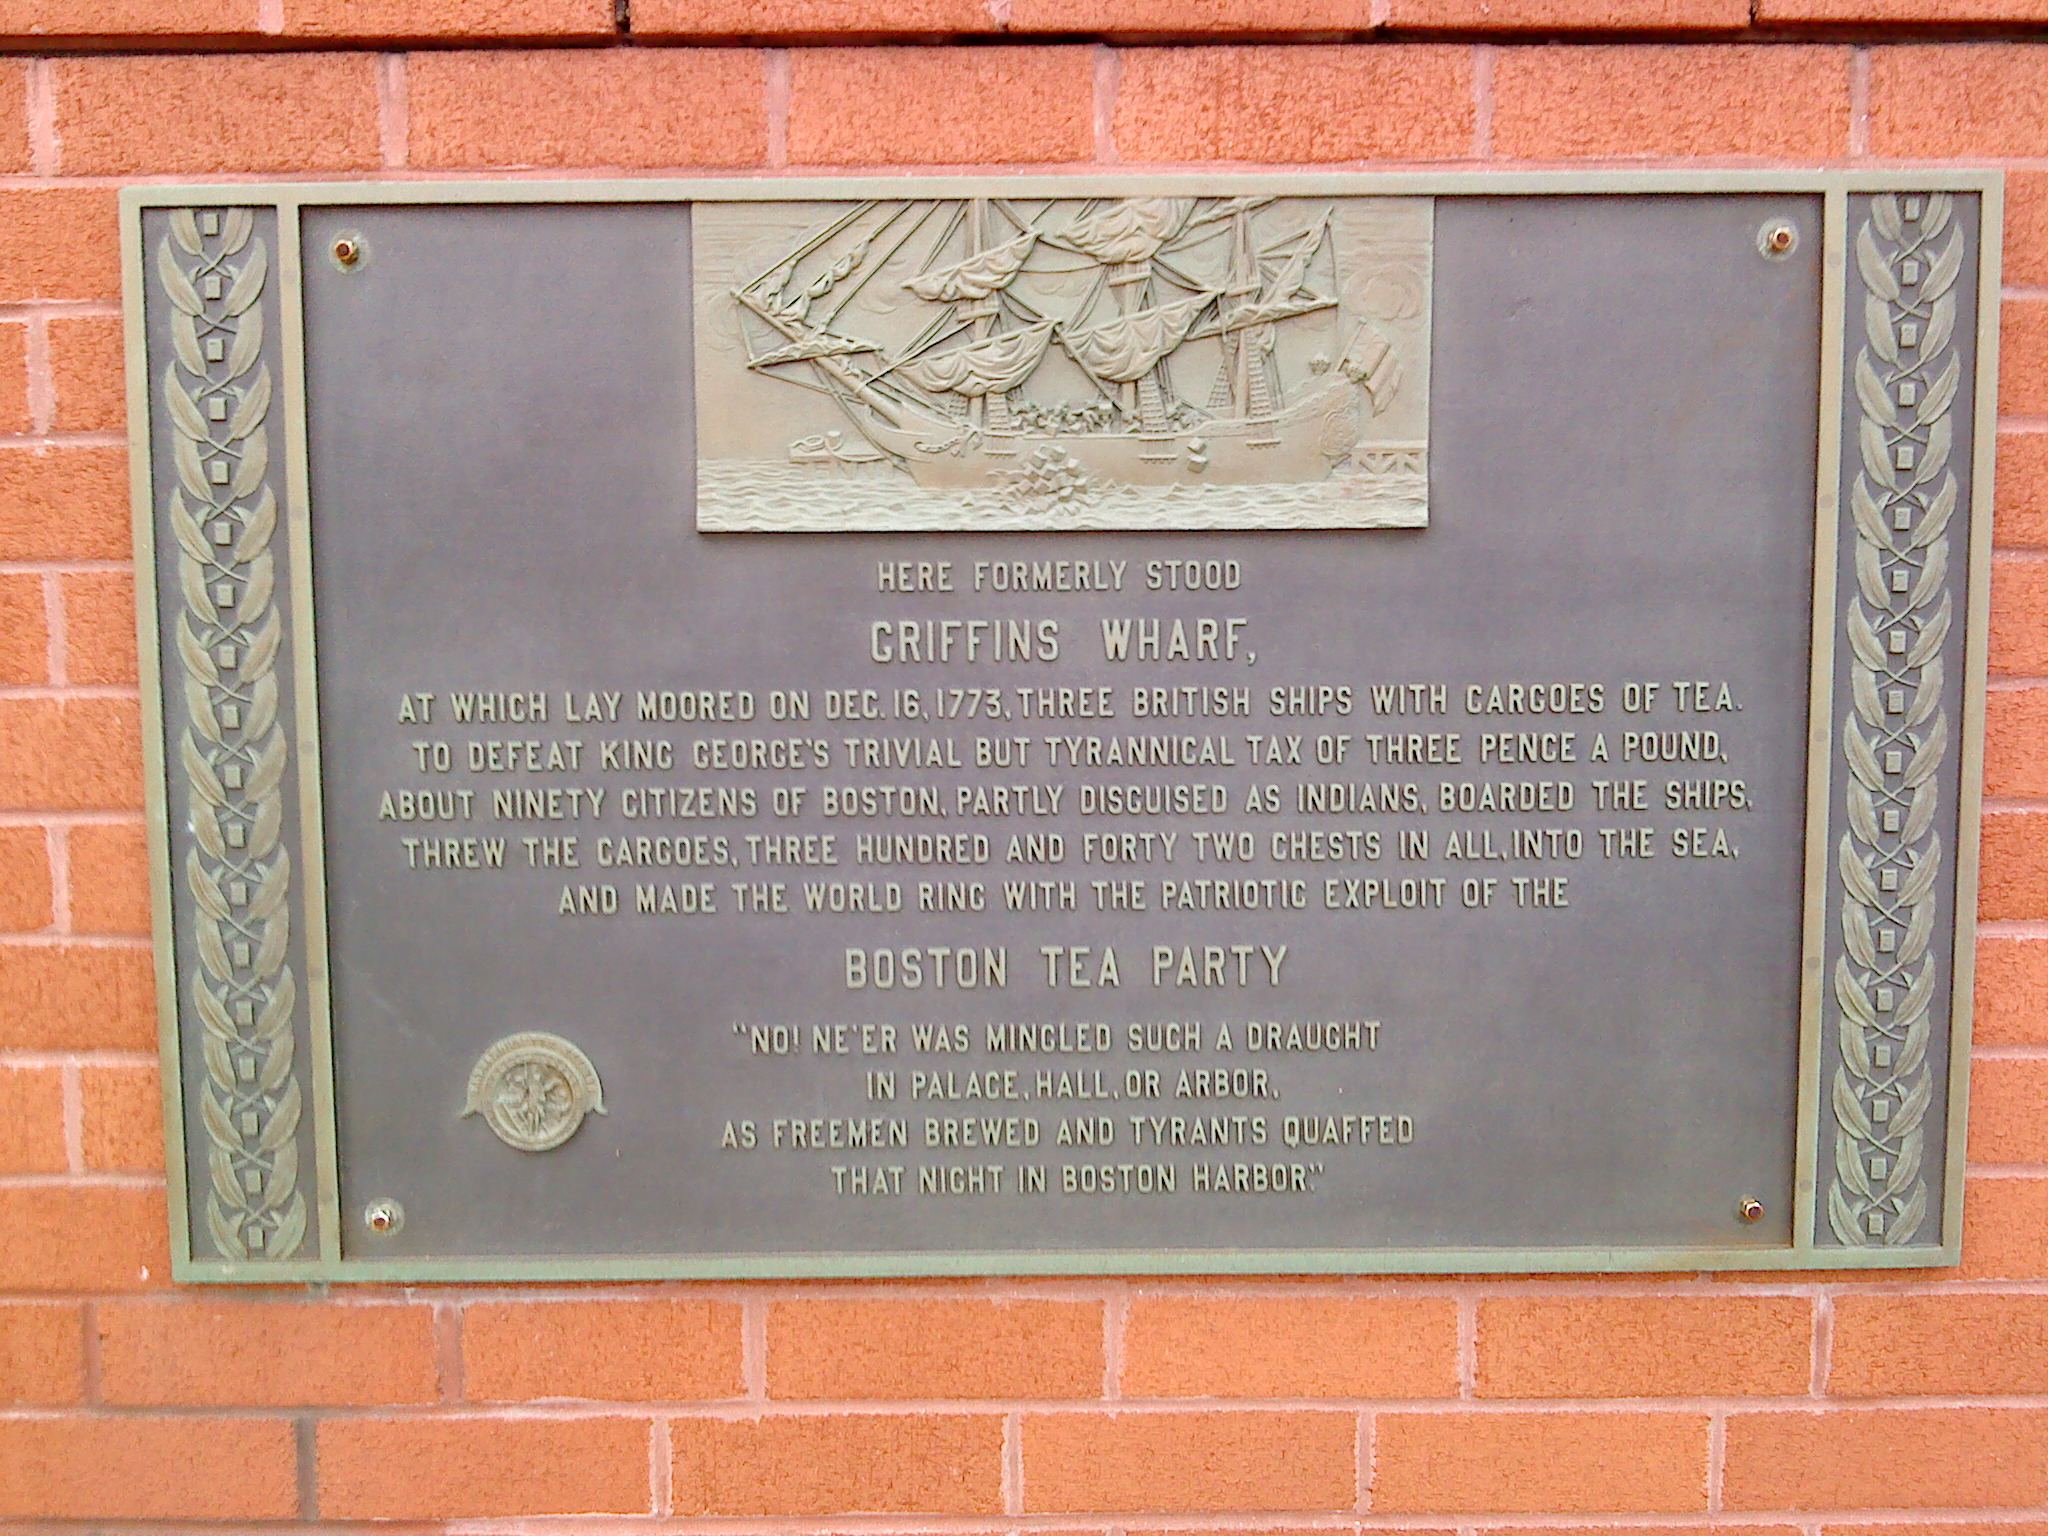 HERE FORMERLY STOOD
GRIFFINS WHARF,
AT WHICH LAY MOORED ON DEC. 16, 1773, THREE BRITISH SHIPS WITH CARGOES OF TEA.
TO DEFEAT KING GEORGE'S TRIVIAL BUT TYRANNICAL TAX OF THREE PENCE A POUND,
ABOUT NINETY CITIZENS OF BOSTON, PARTLY DISGUISED AS INDIANS, BOARDED THE SHIPS,
THREW THE CARGOES, THREE HUNDRED AND FORTY TWO CHESTS IN ALL, INTO THE SEA,
AND MADE THE WORLD RING WITH THE PATRIOTIC EXPLOIT OF THE
BOSTON TEA PARTY
"NO! NE'ER WAS MINGLED SUCH A DRAUGHT
IN PALACE, HALL, OR ARBOR,
AS FREEMEN BREWED AND TYRANTS QUAFFED
THAT NIGHT IN BOSTON HARBOR."